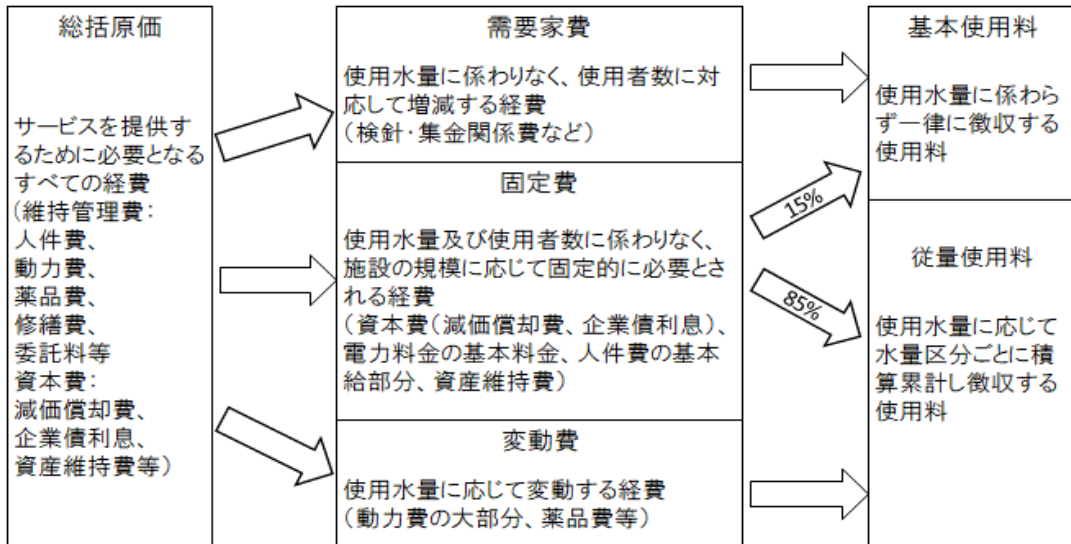 総括原価
サービスを提供す
るために必要となる
すべての経費
(維持管理費:
人件費、
動力費、
薬品費、
修繕費、
委託料等
資本費:
減価償却費、
企業債利息、
資産維持費等)
需要家費
使用水量に係わりなく、使用者数に対
応して増減する経費
(検針・集金関係費など)
固定費
使用水量及び使用者数に係わりなく、
施設の規模に応じて固定的に必要とさ
れる経費
(資本費(減価償却費、企業債利息)、
電力料金の基本料金、人件費の基本
給部分、資産維持費)
変動費
使用水量に応じて変動する経費
(動力費の大部分、薬品費等)
15%
85%
基本使用料
使用水量に係わら
ず一律に徴収する
使用料
従量使用料
使用水量に応じて
水量区分ごとに積
算累計し徴収する
使用料